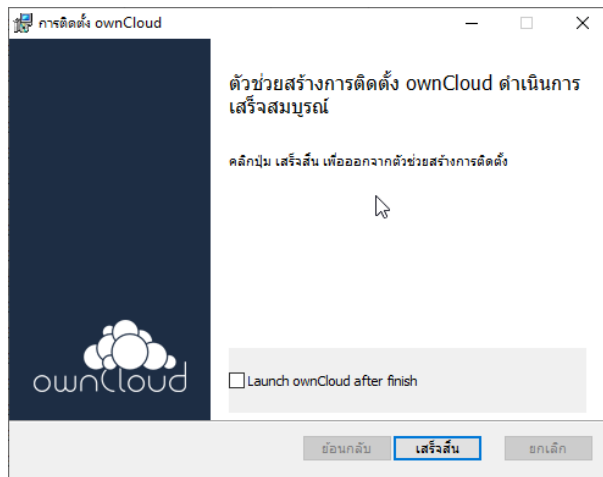 การติดตั้ง ownCloud
ตัวช่วยสร้างการติดตั้ง ownCloud ดำเนินการ
เสร็จสมบูรณ์
คลิกปุ่ม เสร็จสิ้น เพื่อออกจากตัวช่วยสร้างการติดตั้ง
ownCloud
Launch ownCloud after finish
ย้อนกลับ เสร็จสิ้น ยกเลิก